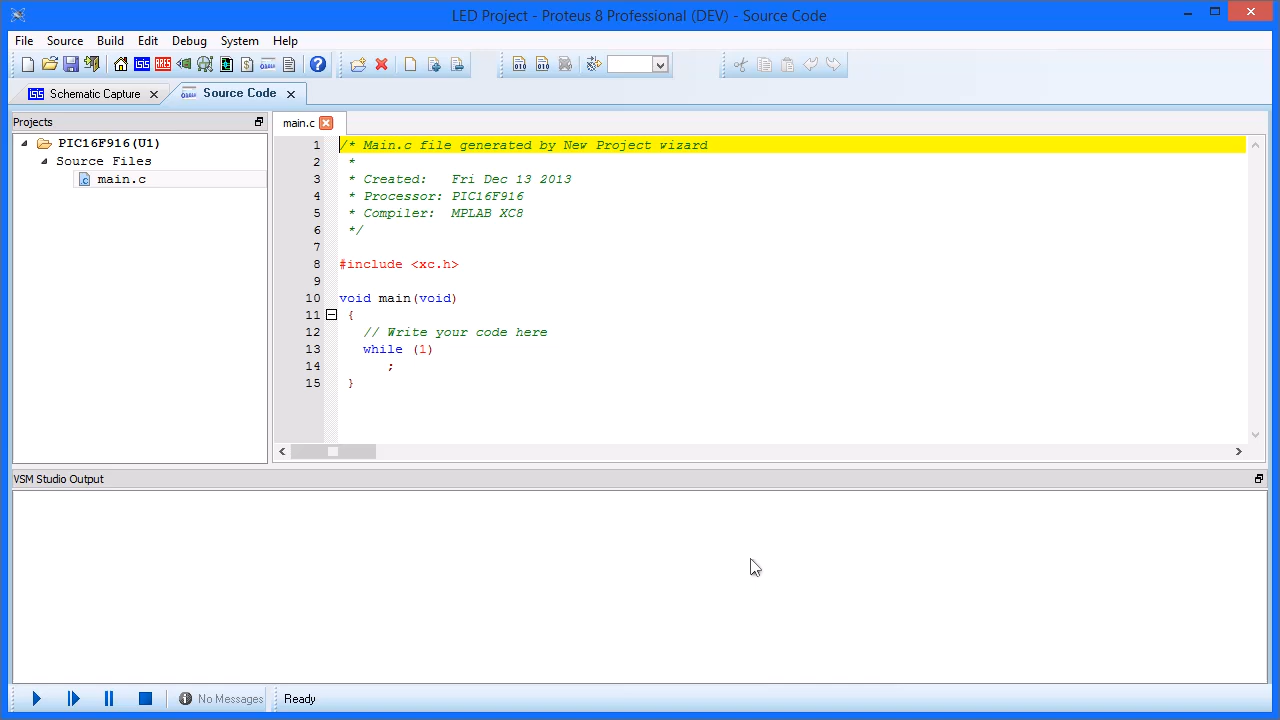 LED Project - Proteus 8 Professional (DEV) - Source Code
File Source Build Edit Debug System Help
Schematic Capture Source Code
Projects
PIC16F916(U1)
Source Files
main.c
main.c
1 /* Main.c file generated by New Project wizard
2 *
3 * Created: Fri Dec 13 2013
4 * Processor: PIC16F916
5 * Compiler: MPLAB XC8
6 */
7
8 #include <xc.h>
9
10 void main(void)
11 {
12 // Write your code here
13 while (1)
14 ;
15 }
VSM Studio Output
No Messages Ready